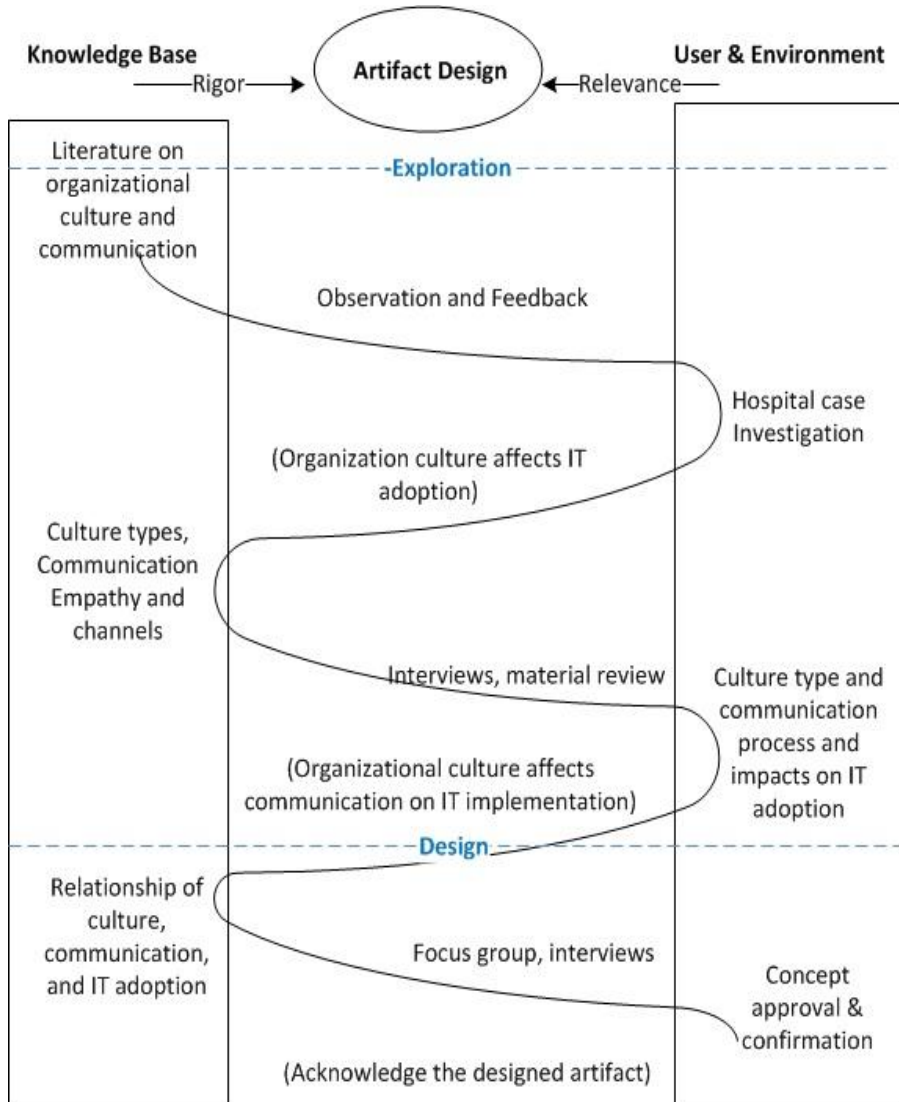 Knowledge Base
Artifact Design
User & Environment
Rigor
Relevance
Literature on
organizational
culture and
communication
-Exploration
Observation and Feedback
Hospital case
Investigation
(Organization culture affects IT
adoption)
Culture types,
Communication
Empathy and
channels
Interviews, material review
Culture type and
communication
process and
impacts on IT
adoption
(Organizational culture affects
communication on IT implementation)
Design
Relationship of
culture,
communication,
and IT adoption
Focus group, interviews
Concept
approval &
confirmation
(Acknowledge the designed artifact)